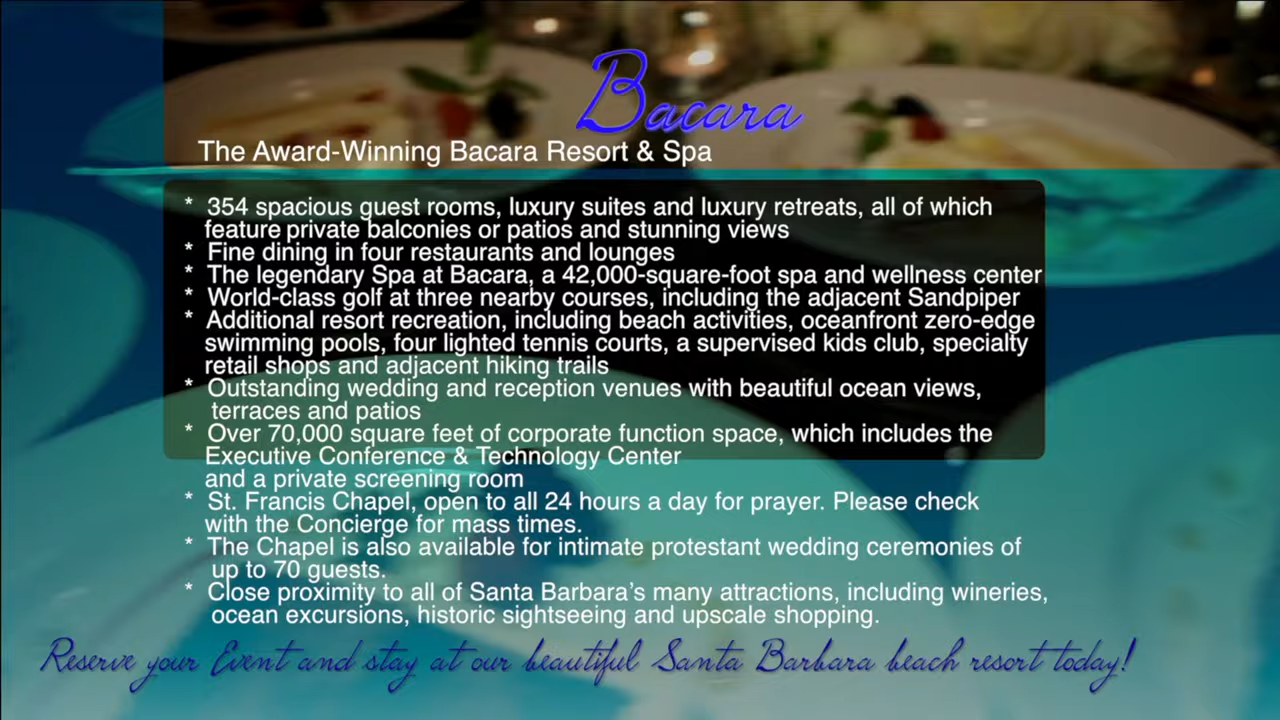 Bacara
The Award-Winning Bacara Resort & Spa
* 354 spacious guest rooms, luxury suites and luxury retreats, all of which
feature private balconies or patios and stunning views
* Fine dining in four restaurants and lounges
* The legendary Spa at Bacara, a 42,000-square-foot spa and wellness center
* World-class golf at three nearby courses, including the adjacent Sandpiper
* Additional resort recreation, including beach activities, oceanfront zero-edge
swimming pools, four lighted tennis courts, a supervised kids club, specialty
retail shops and adjacent hiking trails
* Outstanding wedding and reception venues with beautiful ocean views,
terraces and patios
* Over 70,000 square feet of corporate function space, which includes the
Executive Conference & Technology Center
and a private screening room
* St. Francis Chapel, open to all 24 hours a day for prayer. Please check
with the Concierge for mass times.
* The Chapel is also available for intimate protestant wedding ceremonies of
up to 70 guests.
* Close proximity to all of Santa Barbara's many attractions, including wineries,
ocean excursions, historic sightseeing and upscale shopping.
Reserve your Event and stay at our beautiful Santa Barbara beach resort today!